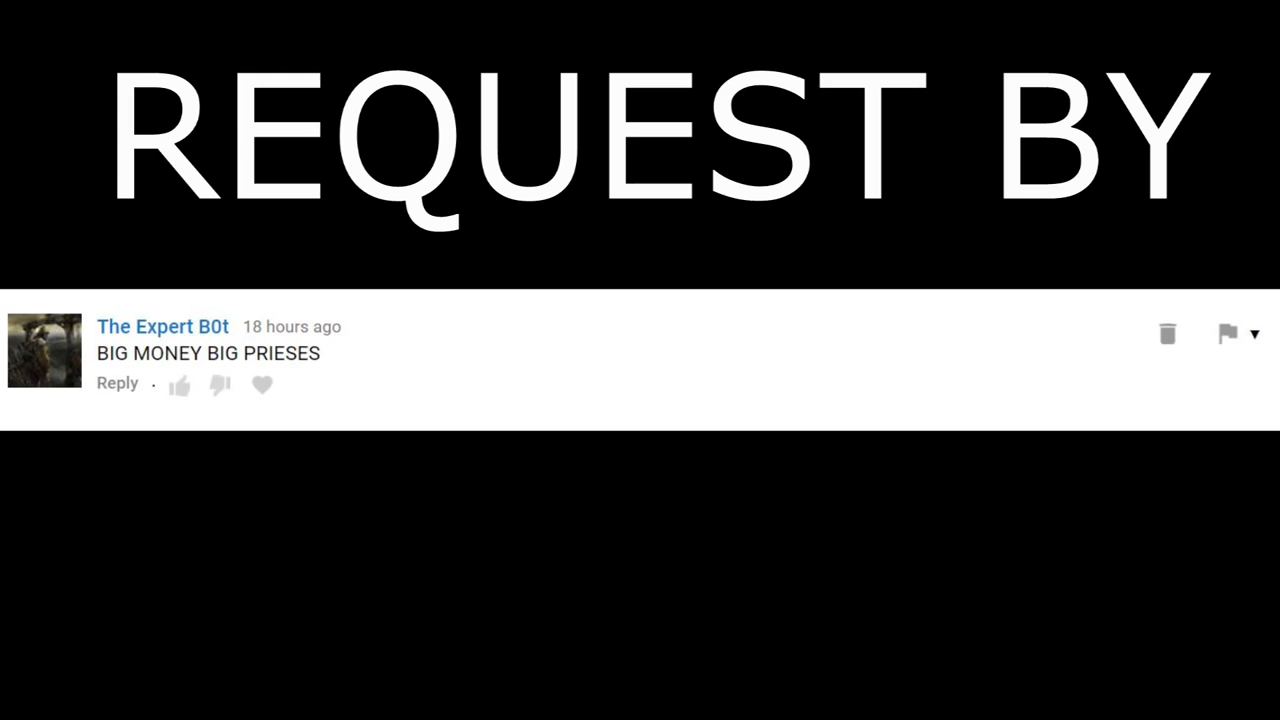 REQUEST BY
The Expert B0t 18 hours ago
BIG MONEY BIG PRIESES
Reply .